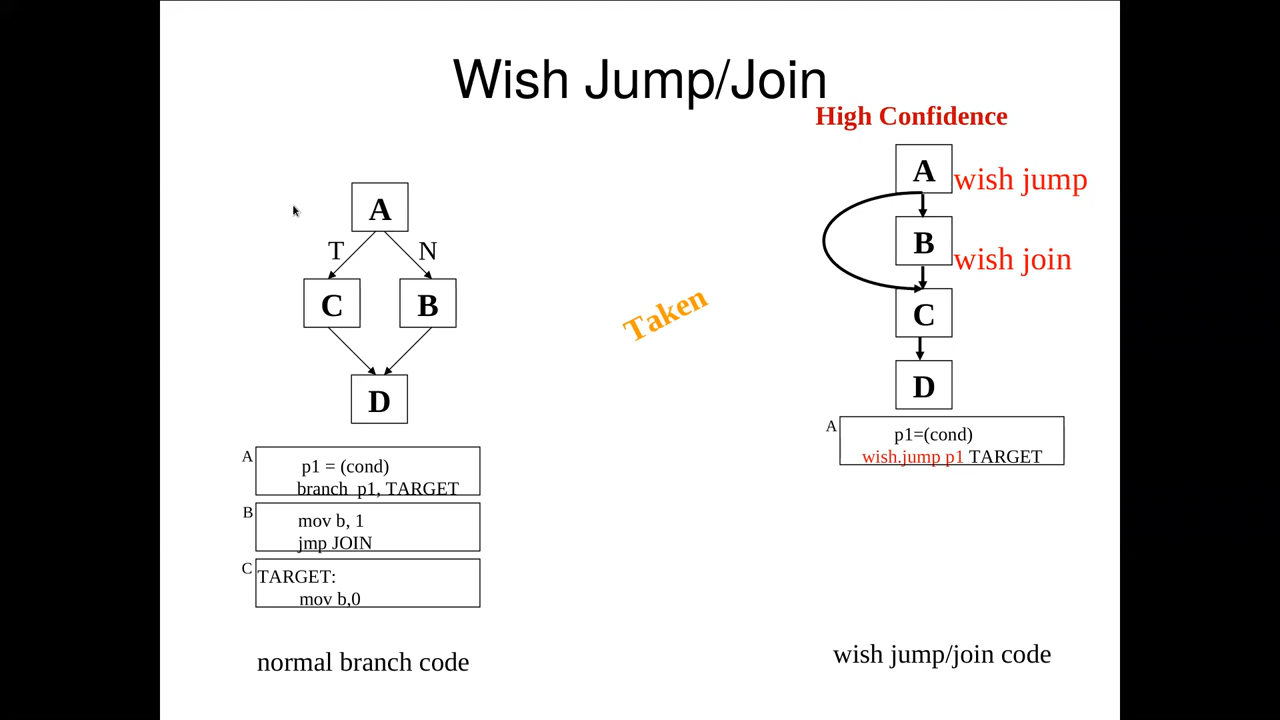 Wish Jump/Join
High Confidence
A
T
N
C
B
D
A
p1 = (cond)
branch p1, TARGET
B
mov b, 1
jmp JOIN
C
TARGET:
mov b,0
normal branch code
Taken
A
wish jump
B
wish join
C
D
A
p1=(cond)
wish.jump p1 TARGET
wish jump/join code